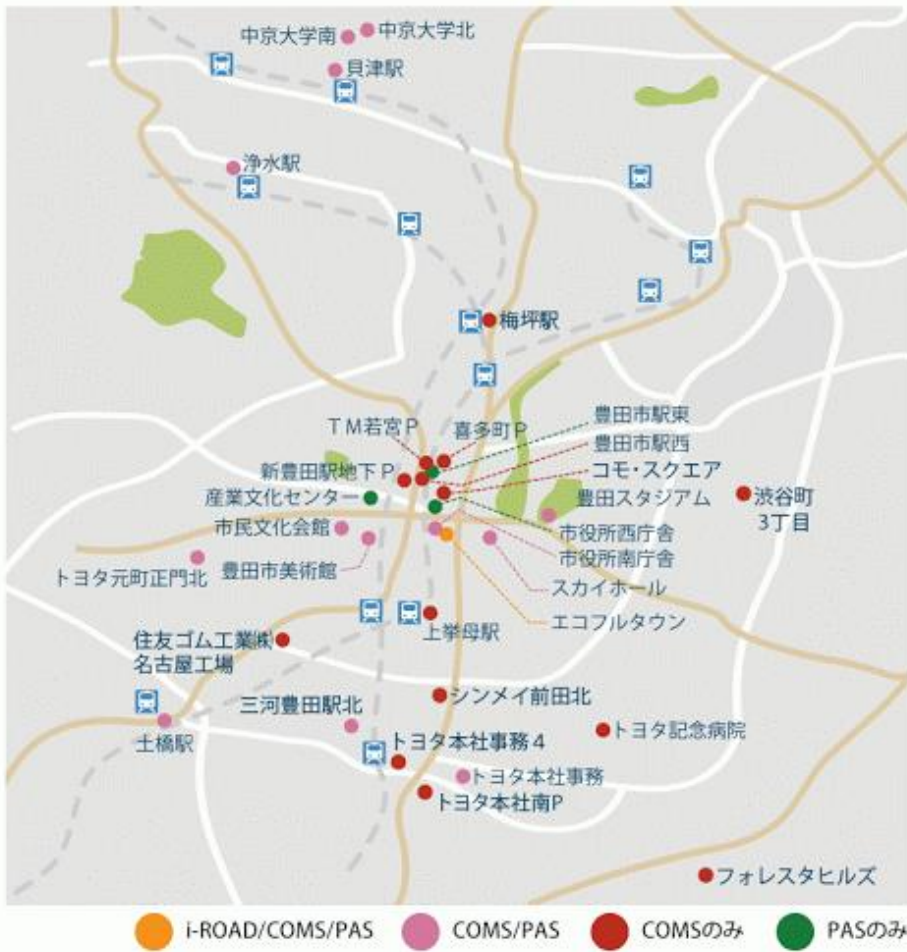 中京大学南
中京大学北
貝津駅
浄水駅
梅坪駅
TM若宮P
喜多町P
豊田市駅東
豊田市駅西
新豊田駅地下P
コモ・スクエア
産業文化センター
豊田スタジアム
渋谷町
3丁目
市民文化会館
市役所西庁舎
市役所南庁舎
トヨタ元町正門北
豊田市美術館
スカイホール
エコフルタウン
上挙母駅
住友ゴム工業㈱
名古屋工場
シンメイ前田北
三河豊田駅北
トヨタ記念病院
土橋駅
トヨタ本社事務4
トヨタ本社事務
トヨタ本社南P
フォレスタヒルズ
i-ROAD/COMS/PAS
COMS/PAS
COMSのみ
PASのみ